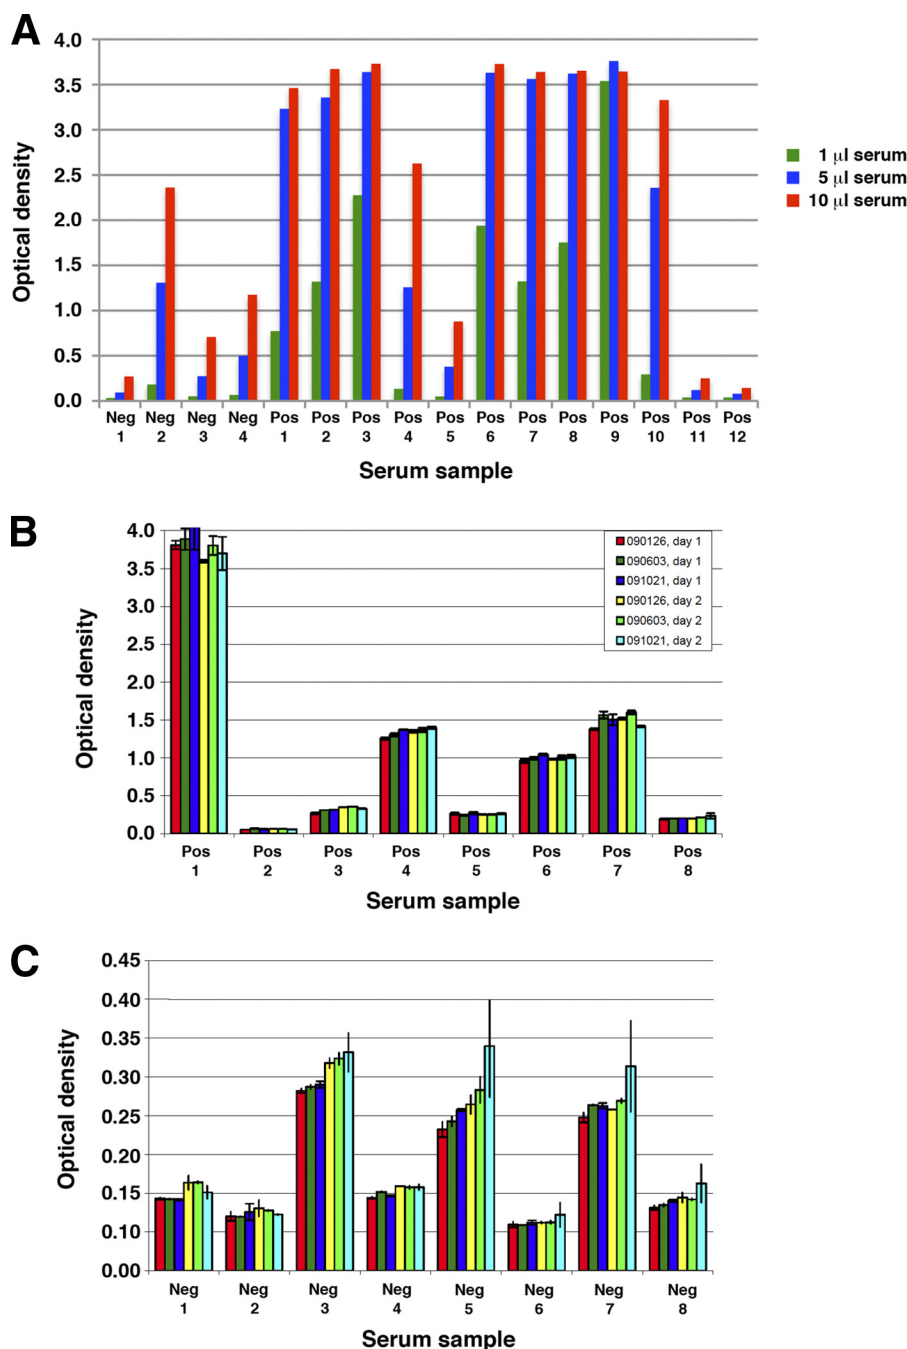 A
4.0
3.5
3.0
2.5
2.0
1.5
1.0
0.5
0.0
Optical density
Neg Neg Neg Neg Pos Pos Pos Pos Pos Pos Pos Pos Pos Pos Pos Pos
1 2 3 4 1 2 3 4 5 6 7 8 9 10 11 12
Serum sample
1 µl serum
5 µl serum
10 µl serum
B
4.0
3.5
3.0
2.5
2.0
1.5
1.0
0.5
0.0
Optical density
090126, day 1
090603, day 1
091021, day 1
090126, day 2
090603, day 2
091021, day 2
Pos Pos Pos Pos Pos Pos Pos Pos
1 2 3 4 5 6 7 8
Serum sample
C
0.45
0.40
0.35
0.30
0.25
0.20
0.15
0.10
0.00
Optical density
Neg Neg Neg Neg Neg Neg Neg Neg
1 2 3 4 5 6 7 8
Serum sample